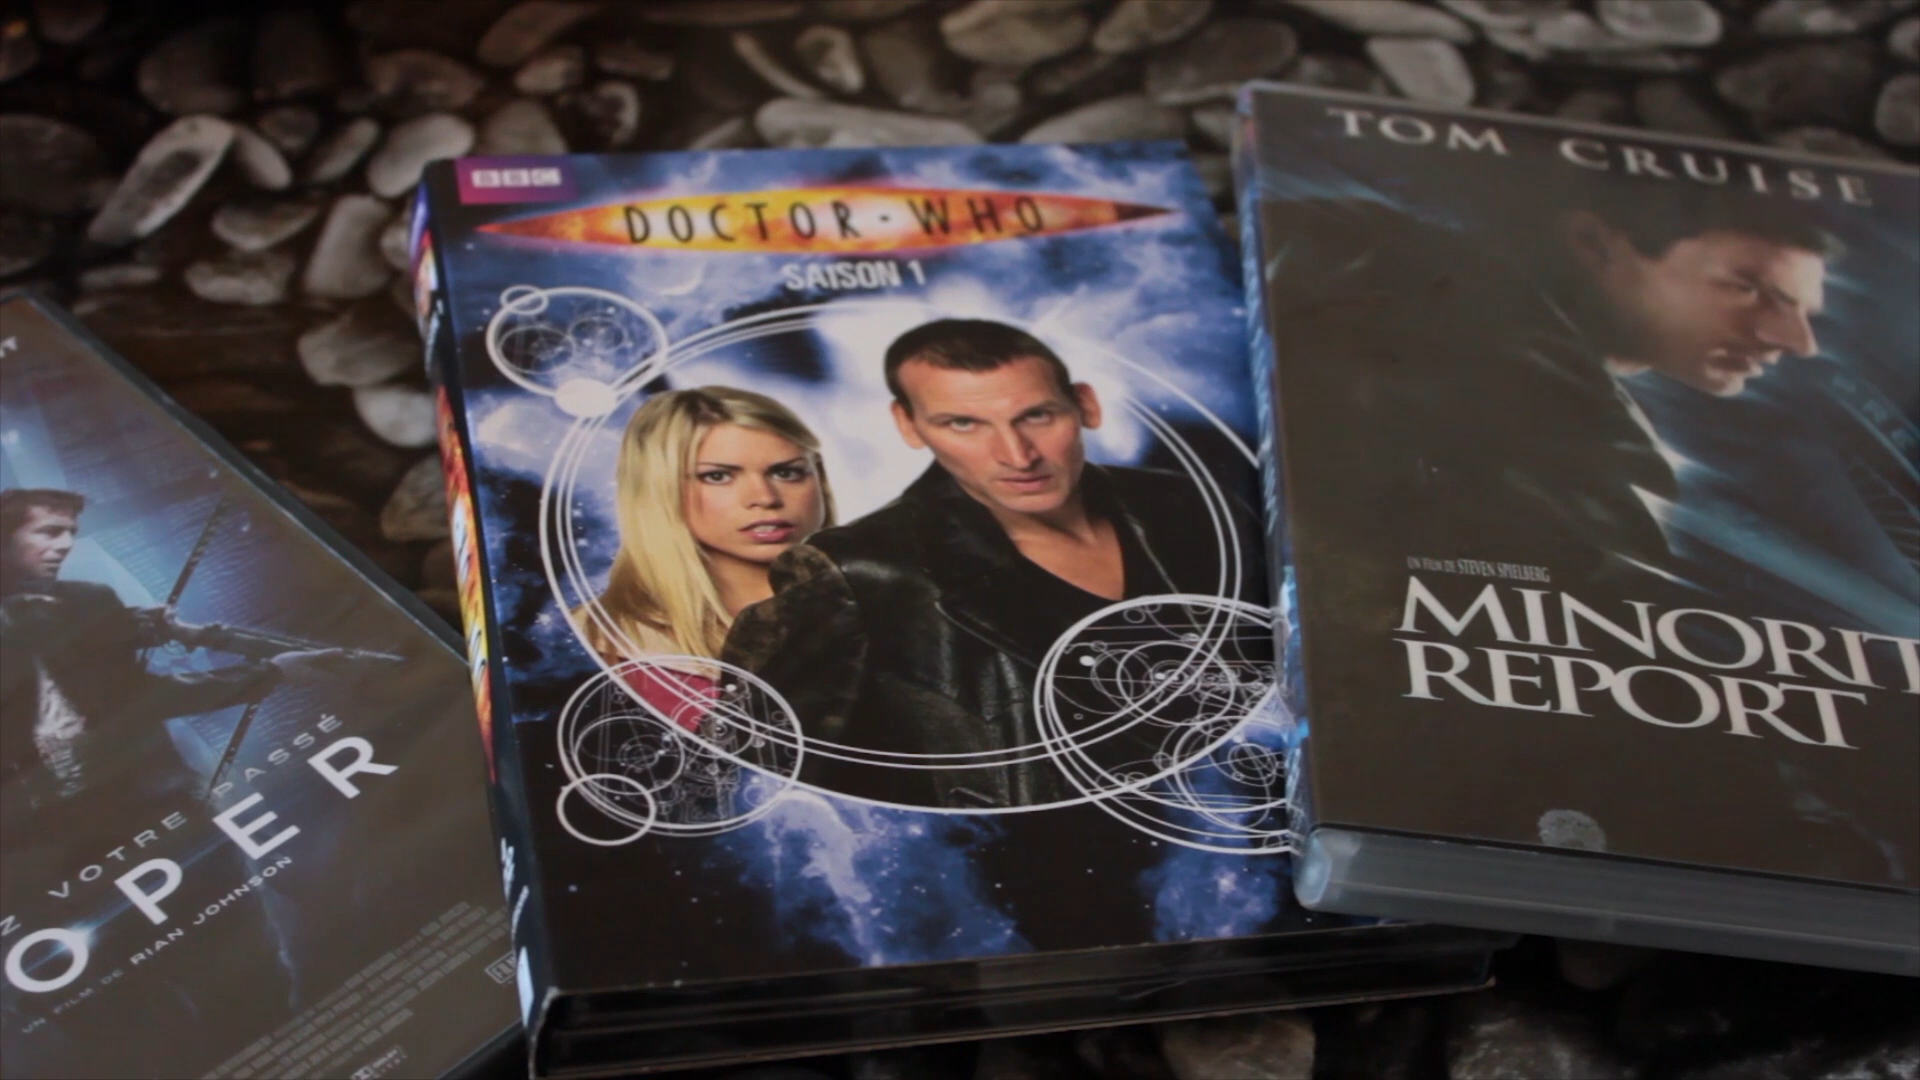 BBC
DOCTOR · WHO
SAISON 1
TOM CRUISE
UN FILM DE STEVEN SPIELBERG
MINORIT
REPORT
Z VOTRE PASSÉ
OPER
UN FILM DE RIAN JOHNSON